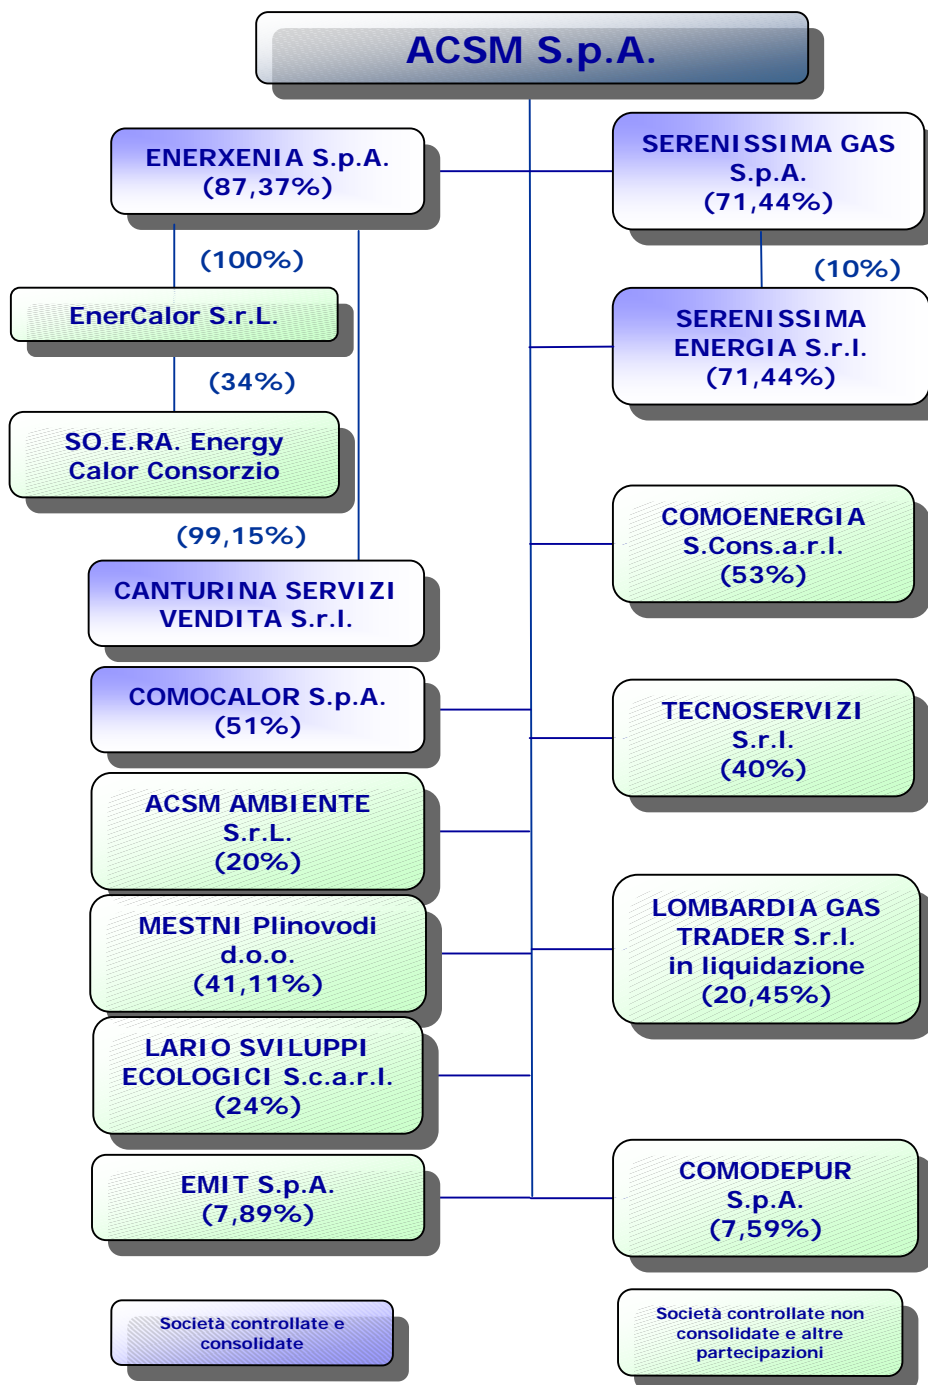 ACSM S.p.A.
ENERXENIA S.p.A.
(87,37%)
SERENISSIMA GAS
S.p.A.
(71,44%)
(100%)
(10%)
EnerCalor S.r.L.
SERENISSIMA
ENERGIA S.r.l.
(71,44%)
(34%)
SO.E.RA. Energy
Calor Consorzio
(99,15%)
COMOENERGIA
S.Cons.a.r.l.
(53%)
CANTURINA SERVIZI
VENDITA S.r.l.
COMOCALOR S.p.A.
(51%)
TECNOSERVIZI
S.r.l.
(40%)
ACSM AMBIENTE
S.r.L.
(20%)
MESTNI Plinovodi
d.o.o.
(41,11%)
LOMBARDIA GAS
TRADER S.r.l.
in liquidazione
(20,45%)
LARIO SVILUPPI
ECOLOGICI S.c.a.r.l.
(24%)
EMIT S.p.A.
(7,89%)
COMODEPUR
S.p.A.
(7,59%)
Società controllate e
consolidate
Società controllate non
consolidate e altre
partecipazioni